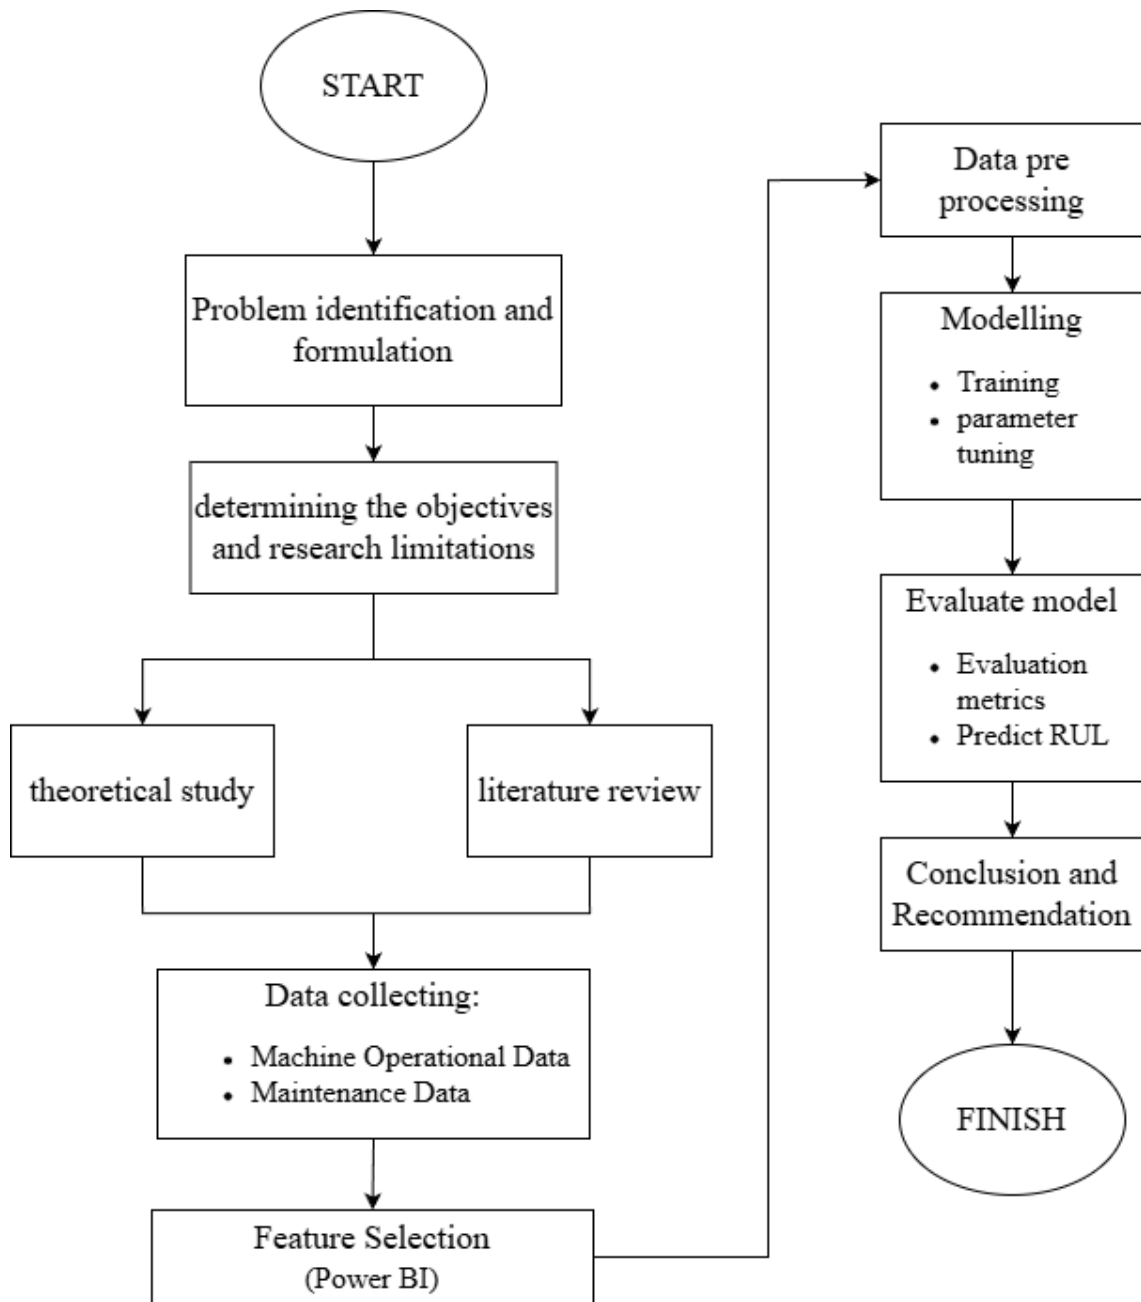 START
Problem identification and
formulation
determining the objectives
and research limitations
theoretical study
literature review
Data collecting:
• Machine Operational Data
• Maintenance Data
Feature Selection
(Power BI)
Data pre
processing
Modelling
• Training
• parameter
tuning
Evaluate model
• Evaluation
metrics
• Predict RUL
Conclusion and
Recommendation
FINISH